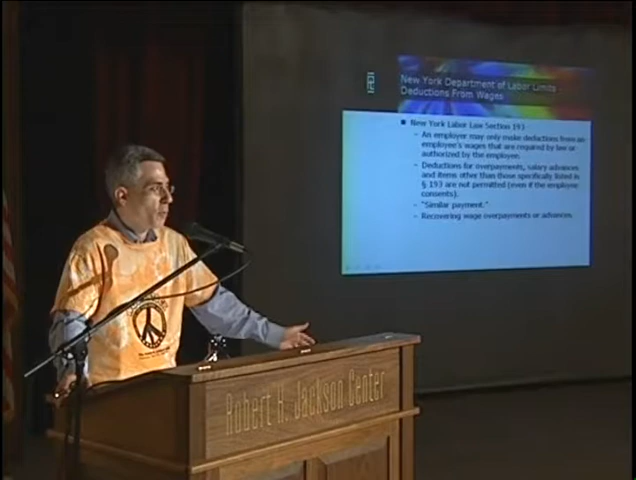 New York Department of Labor Limits
Deductions From Wages
New York Labor Law Section 193
– An employer may only make deductions from an
employee's wages that are required by law or
authorized by the employee.
– Deductions for overpayments, salary advances
and items other than those specifically listed in
§ 193 are not permitted (even if the employee
consents).
– "Similar payment."
– Recovering wage overpayments or advances.
Robert H. Jackson Center